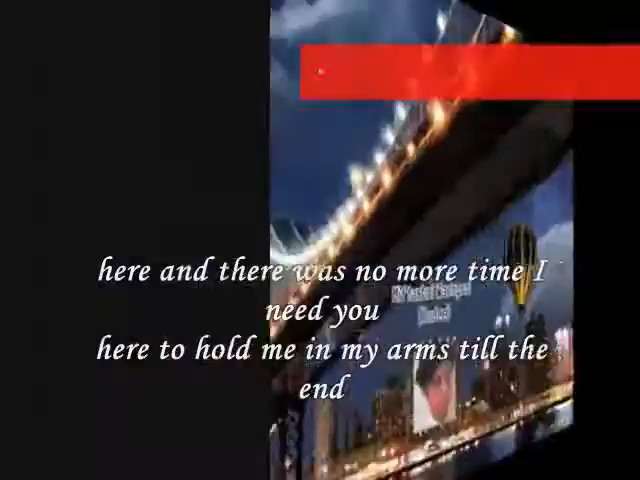 here and there was no more time I
need you
here to hold me in my arms till the
end